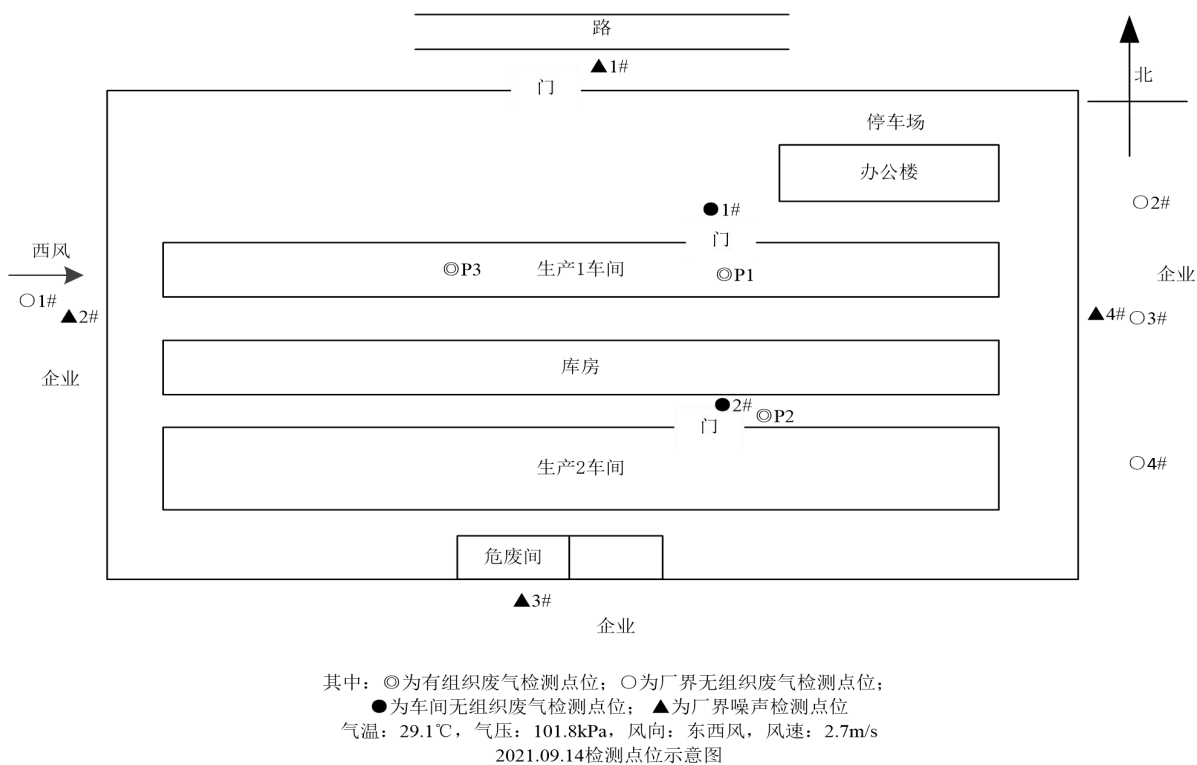 路
▲1#
北
门
停车场
办公楼
○2#
●1#
西风
门
◎P3
生产1车间
◎P1
企业
○1#
▲2#
▲4#
○3#
库房
企业
●2#
◎P2
门
生产2车间
○4#
危废间
▲3#
企业
其中：◎为有组织废气检测点位；○为厂界无组织废气检测点位；
●为车间无组织废气检测点位；▲为厂界噪声检测点位
气温：29.1℃，气压：101.8kPa，风向：东西风，风速：2.7m/s
2021.09.14检测点位示意图